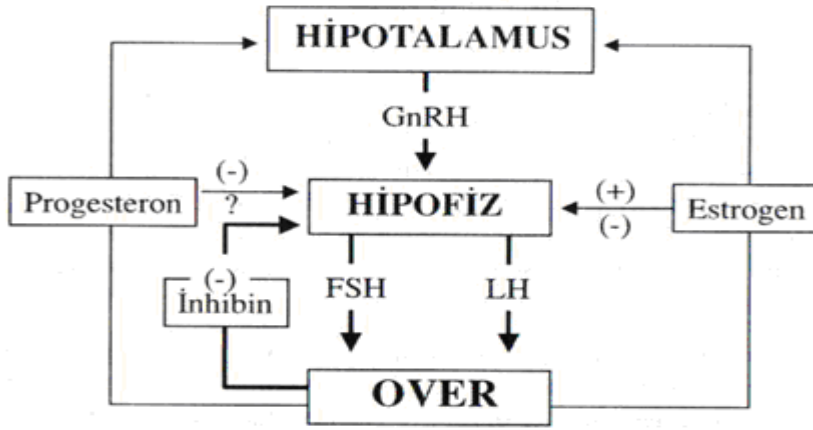 HİPOTALAMUS
GnRH
Progesteron
(-)
?
HİPOFİZ
(+)
(-)
Estrogen
(-)
İnhibin
FSH
LH
OVER